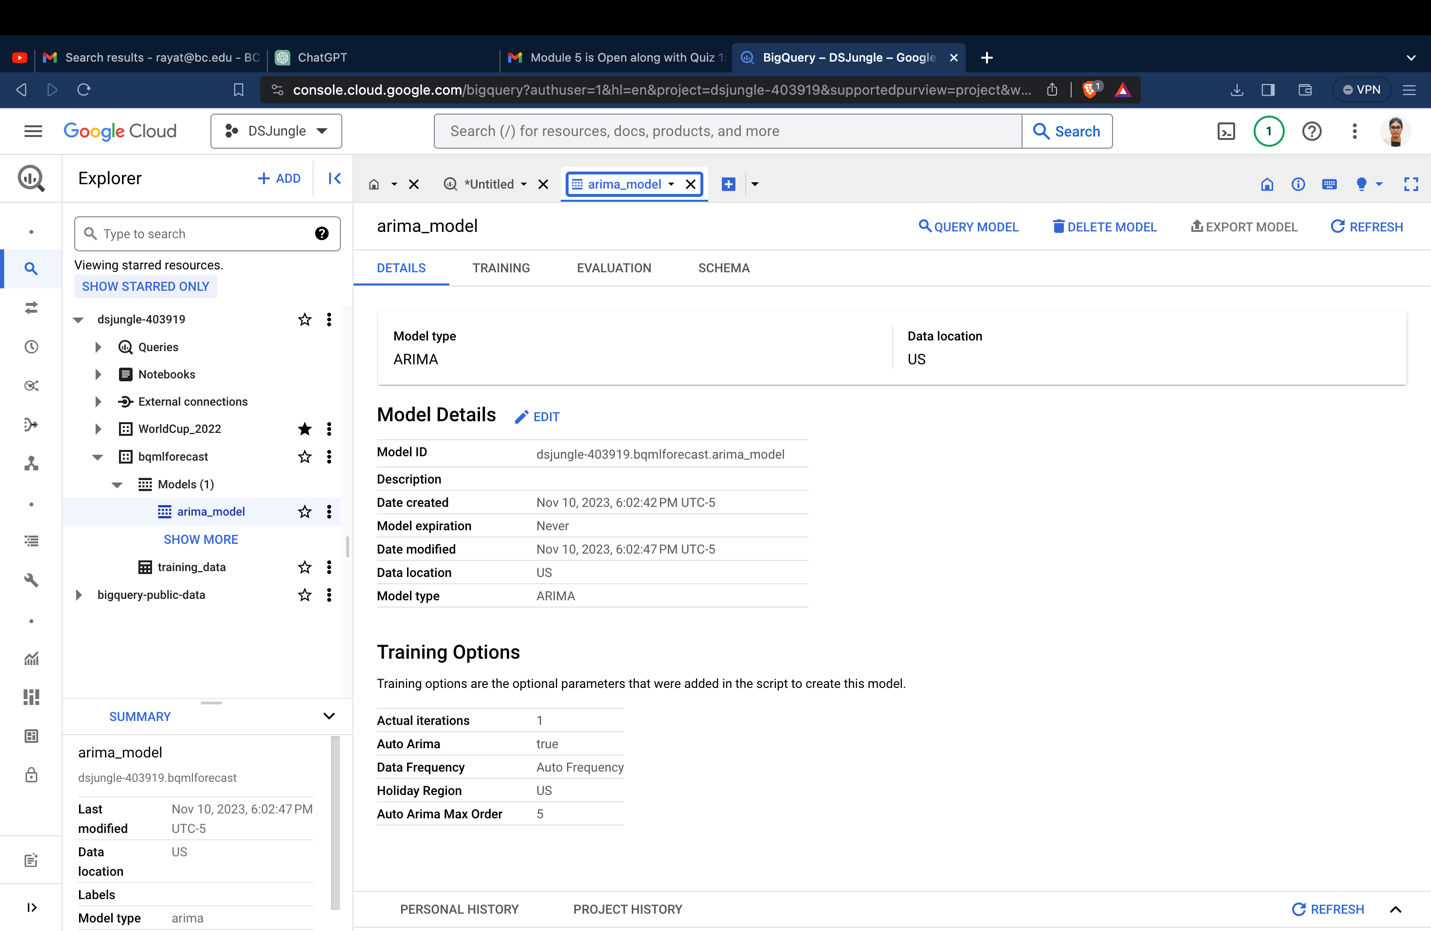 Search results - rayat@bc.edu - BC
ChatGPT
Module 5 is Open along with Quiz 1:
BigQuery – DSJungle – Google
console.cloud.google.com/bigquery?authuser=1&hl=en&project=dsjungle-403919&supportedpurview=project&w...
1
VPN
Google Cloud
DSJungle
Search (/) for resources, docs, products, and more
Search
1
Explorer
+ ADD
*Untitled
arima_model
Type to search
Viewing starred resources.
SHOW STARRED ONLY
dsjungle-403919
Queries
Notebooks
External connections
WorldCup_2022
bqmlforecast
Models (1)
arima_model
SHOW MORE
training_data
bigquery-public-data
SUMMARY
arima_model
dsjungle-403919.bqmlforecast
Last modified Nov 10, 2023, 6:02:47 PM UTC-5
Data location US
Labels
Model type arima
arima_model
QUERY MODEL
DELETE MODEL
EXPORT MODEL
REFRESH
DETAILS TRAINING EVALUATION SCHEMA
Model type
ARIMA
Data location
US
Model Details
EDIT
Model ID dsjungle-403919.bqmlforecast.arima_model
Description
Date created Nov 10, 2023, 6:02:42 PM UTC-5
Model expiration Never
Date modified Nov 10, 2023, 6:02:47 PM UTC-5
Data location US
Model type ARIMA
Training Options
Training options are the optional parameters that were added in the script to create this model.
Actual iterations 1
Auto Arima true
Data Frequency Auto Frequency
Holiday Region US
Auto Arima Max Order 5
PERSONAL HISTORY PROJECT HISTORY
REFRESH